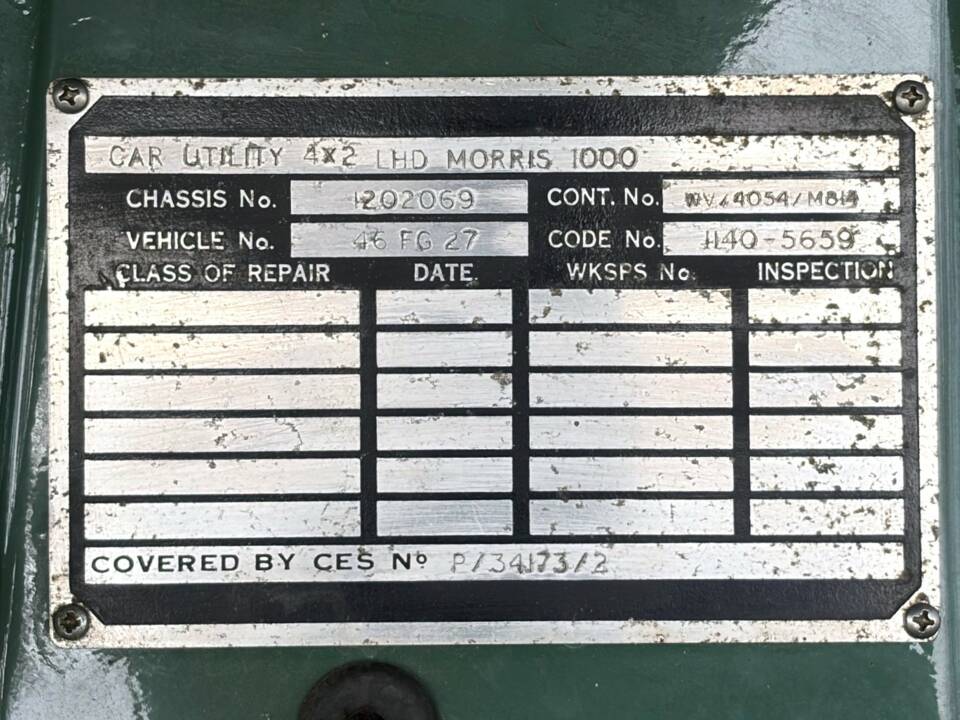 CAR UTILITY 4x2 LHD MORRIS 1000
CHASSIS No. 1202069 CONT. No. WV/4054/MB14
VEHICLE No. 46 FG 27 CODE No. 1140-5659
CLASS OF REPAIR DATE. WKSPS No. INSPECTION
COVERED BY CES No P/34173/2